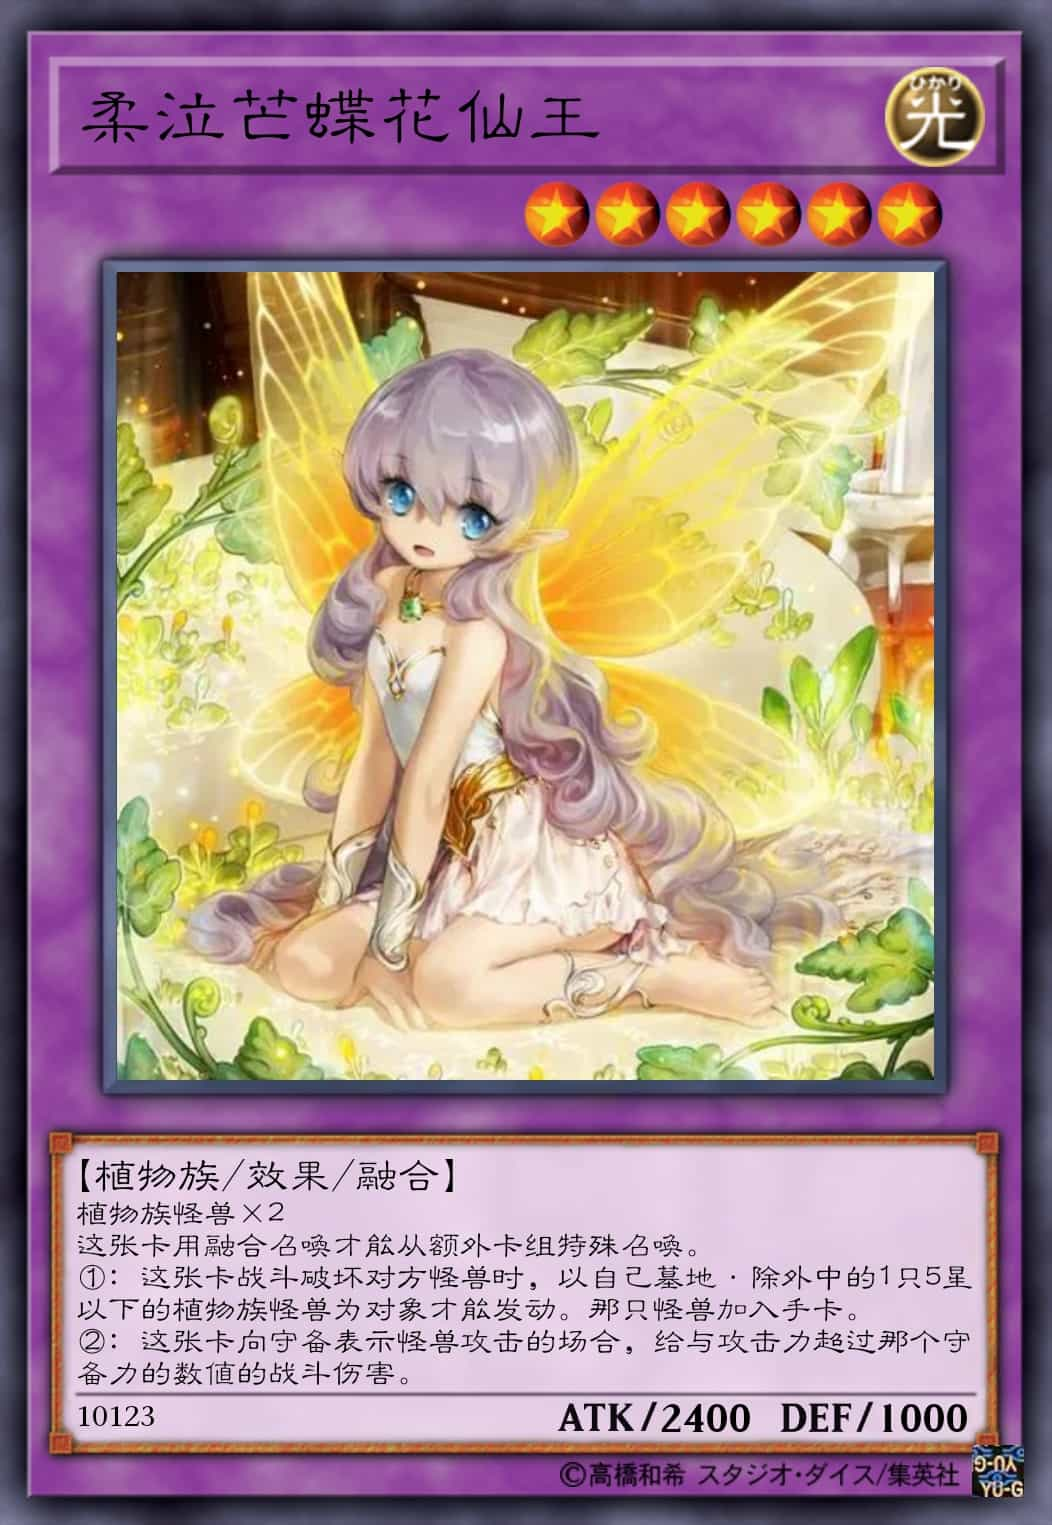 柔泣芒蝶花仙王
ひかり
光
【植物族/效果/融合】
植物族怪兽×2
这张卡用融合召唤才能从额外卡组特殊召唤。
①：这张卡战斗破坏对方怪兽时，以自己墓地·除外中的1只5星
以下的植物族怪兽为对象才能发动。那只怪兽加入手卡。
②：这张卡向守备表示怪兽攻击的场合，给与攻击力超过那个守
备力的数值的战斗伤害。
10123
ATK/2400 DEF/1000
©高橋和希 スタジオ·ダイス/集英社
YU-G
YU-G